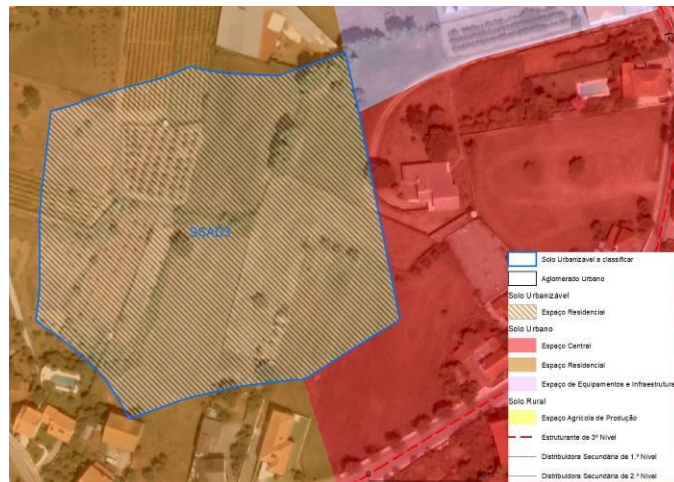 SSA03
Solo Urbanizável a classificar
Aglomerado Urbano
Solo Urbanizável
Espaço Residencial
Solo Urbano
Espaço Central
Espaço Residencial
Espaço de Equipamentos e Infraestrutura
Solo Rural
Espaço Agrícola de Produção
Estruturante de 3º Nível
Distribuidora Secundária de 1.º Nível
Distribuidora Secundária de 2.º Nível
0